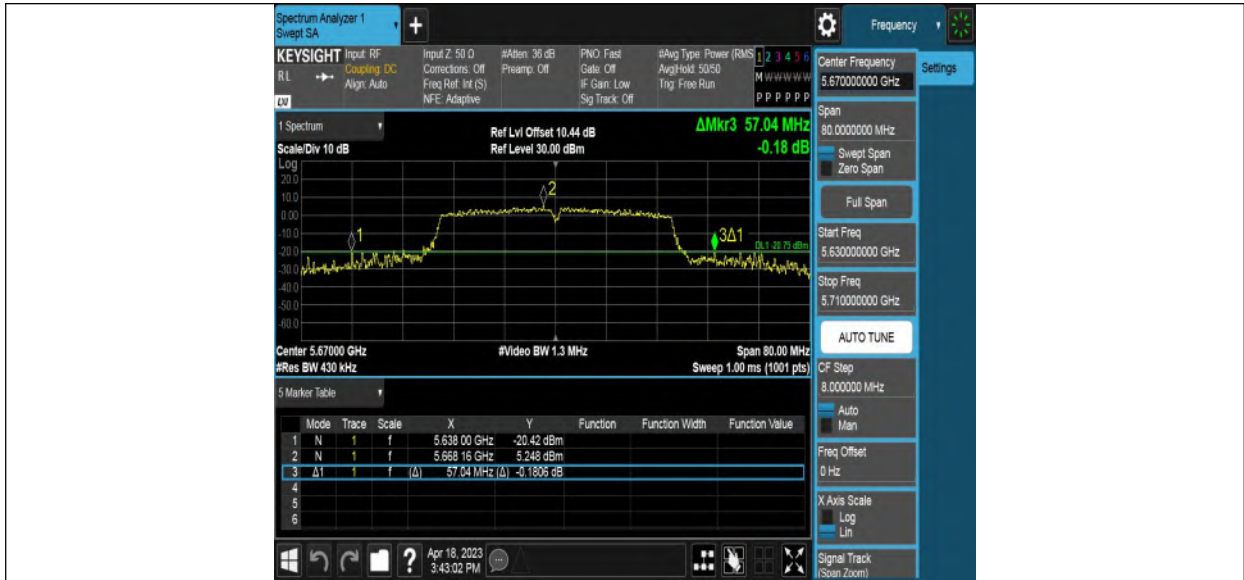 Spectrum Analyzer 1
Swept SA
+
Frequency
KEYSIGHT Input: RF Input Z: 50 Ω #Atten: 36 dB PNO: Fast #Avg Type: Power (RMS 1 2 3 4 5 6
RL Coupling: DC Corrections: Off Preamp: Off Gate: Off Avg|Hold: 50/50 M W W W W W
Align: Auto Freq Ref: Int (S) IF Gain: Low Trig: Free Run
LXI NFE: Adaptive Sig Track: Off P P P P P P
1 Spectrum
Ref Lvl Offset 10.44 dB ΔMkr3 57.04 MHz
Scale/Div 10 dB Ref Level 30.00 dBm -0.18 dB
Log
20.0
10.0
0.00
-10.0
-20.0
-30.0
-40.0
-50.0
-60.0
1
2
3Δ1
DL1 -20.75 dBm
Center 5.67000 GHz #Video BW 1.3 MHz Span 80.00 MHz
#Res BW 430 kHz Sweep 1.00 ms (1001 pts)
5 Marker Table
Mode Trace Scale X Y Function Function Width Function Value
1 N 1 f 5.638 00 GHz -20.42 dBm
2 N 1 f 5.668 16 GHz 5.248 dBm
3 Δ1 1 f (Δ) 57.04 MHz (Δ) -0.1806 dB
4
5
6
?
Apr 18, 2023
3:43:02 PM
Center Frequency
5.670000000 GHz
Settings
Span
80.0000000 MHz
Swept Span
Zero Span
Full Span
Start Freq
5.630000000 GHz
Stop Freq
5.710000000 GHz
AUTO TUNE
CF Step
8.000000 MHz
Auto
Man
Freq Offset
0 Hz
X Axis Scale
Log
Lin
Signal Track
(Span Zoom)